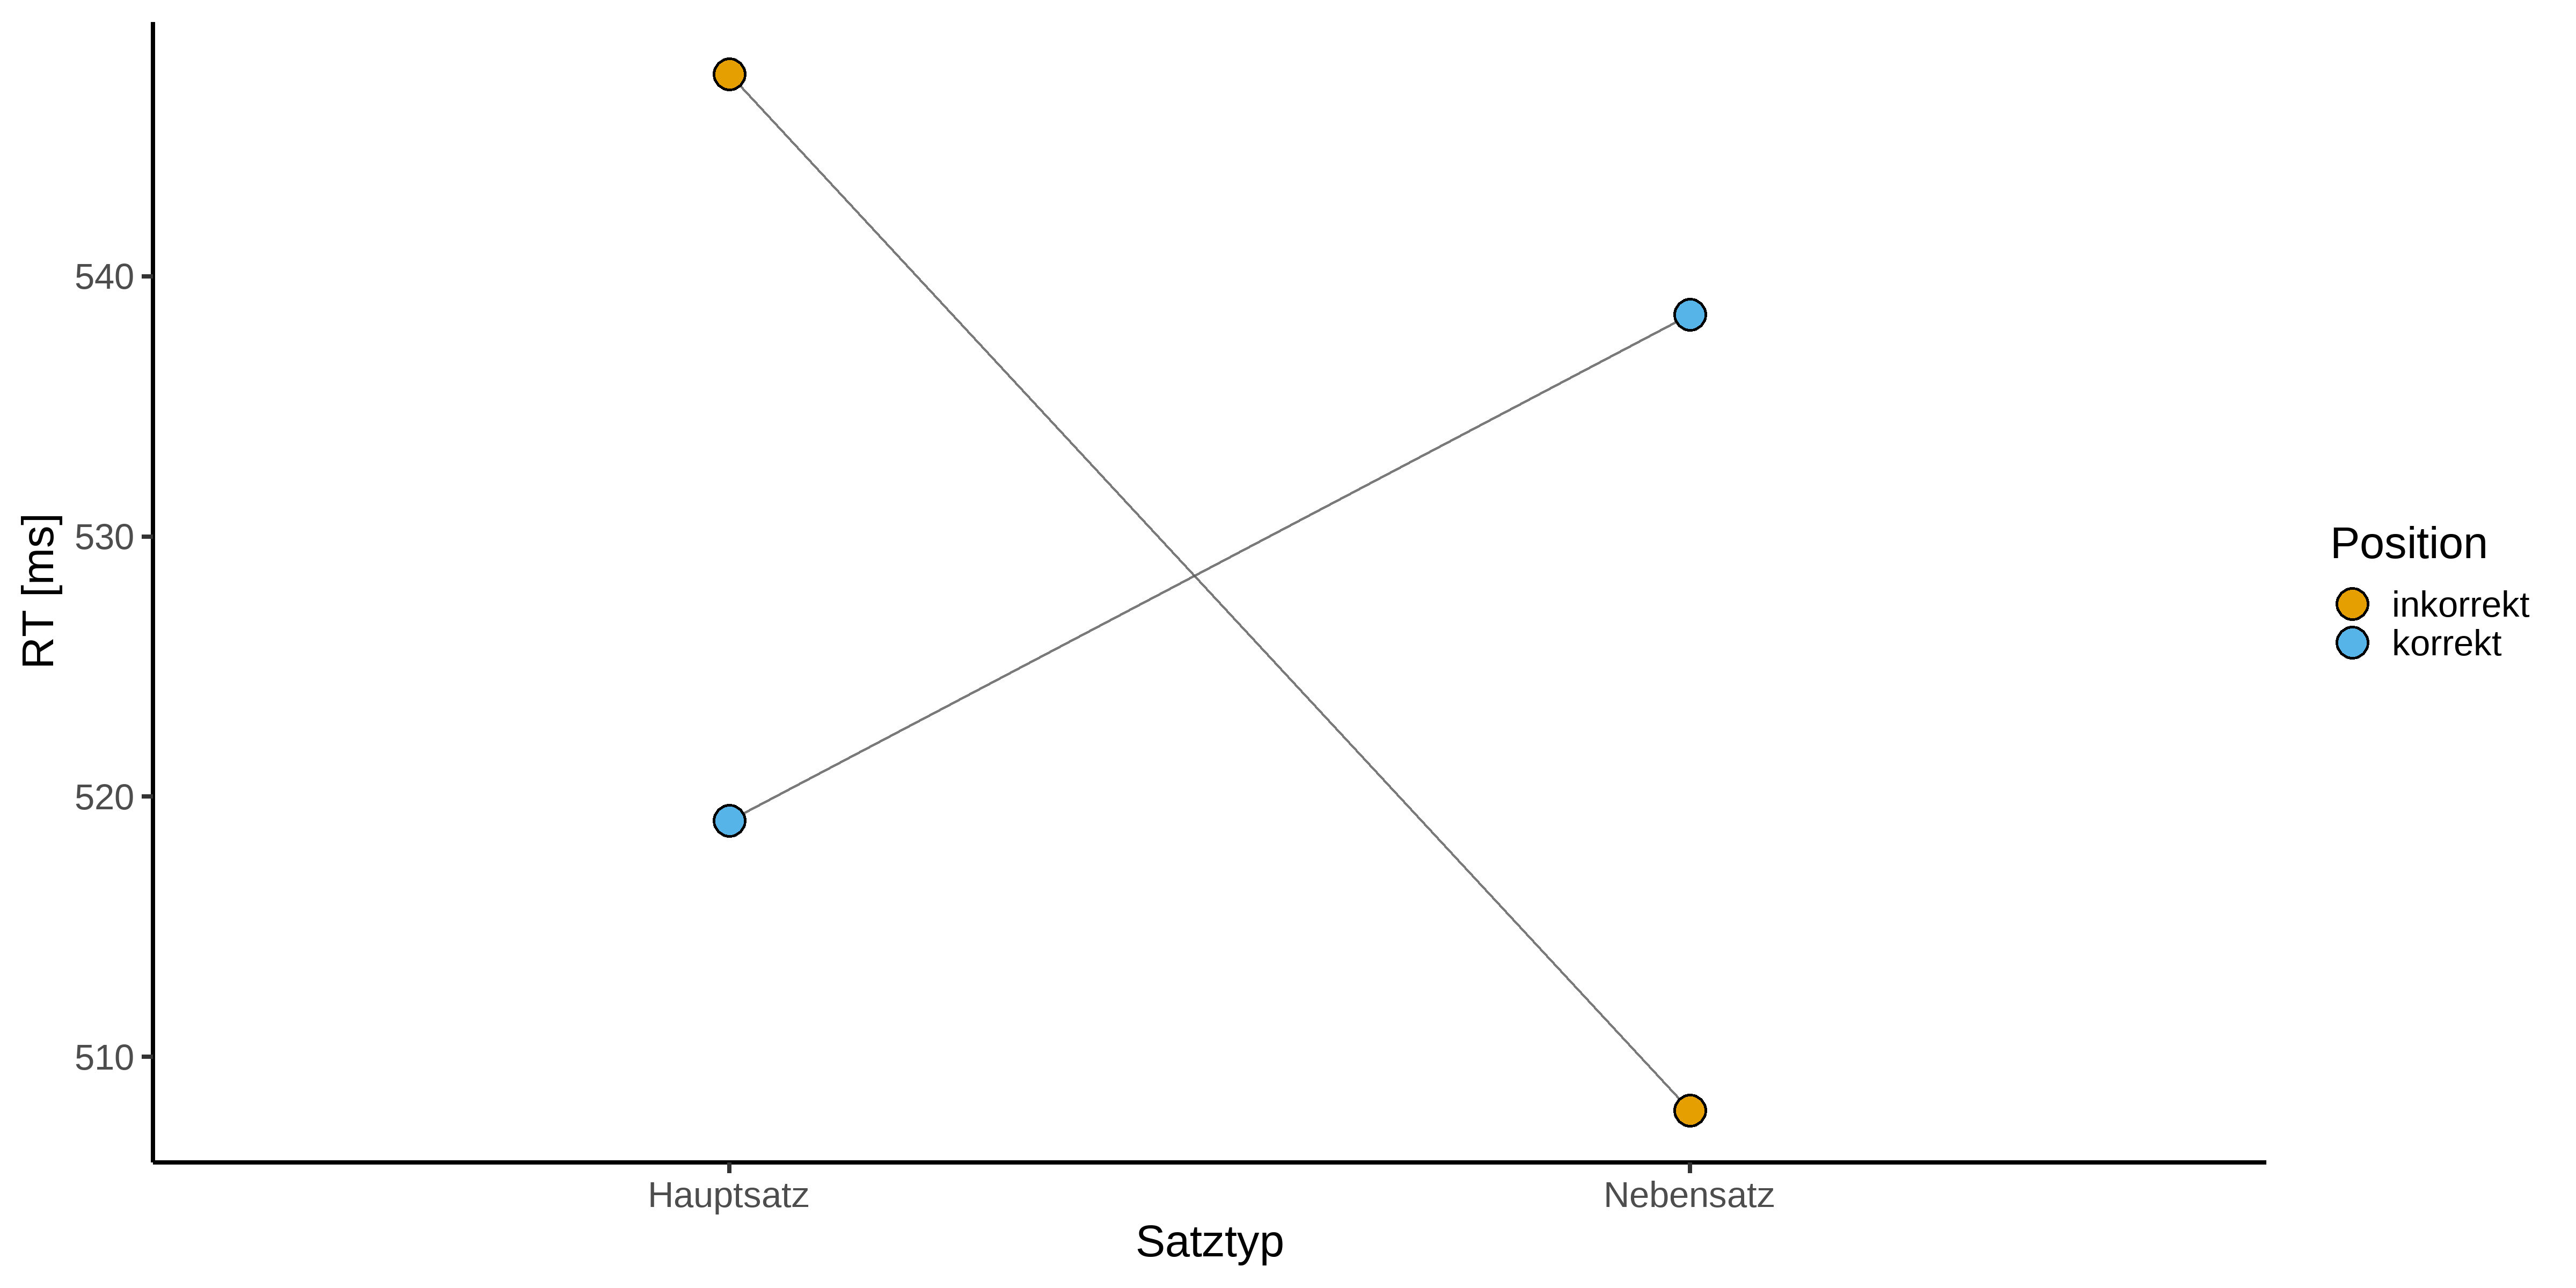 RT [ms]
540
530
520
510
Hauptsatz
Nebensatz
Satztyp
Position
inkorrekt
korrekt